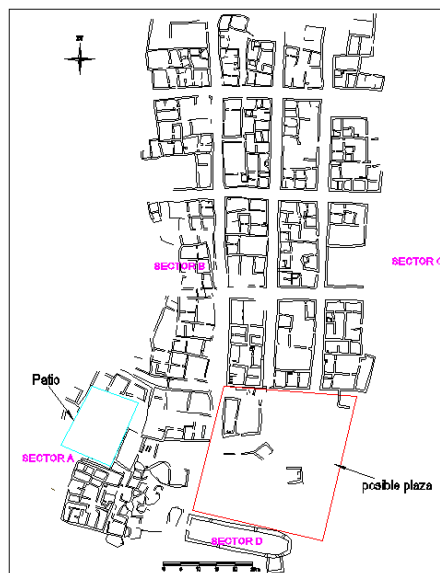 SECTOR B
SECTOR C
Patio
SECTOR A
posible plaza
SECTOR D